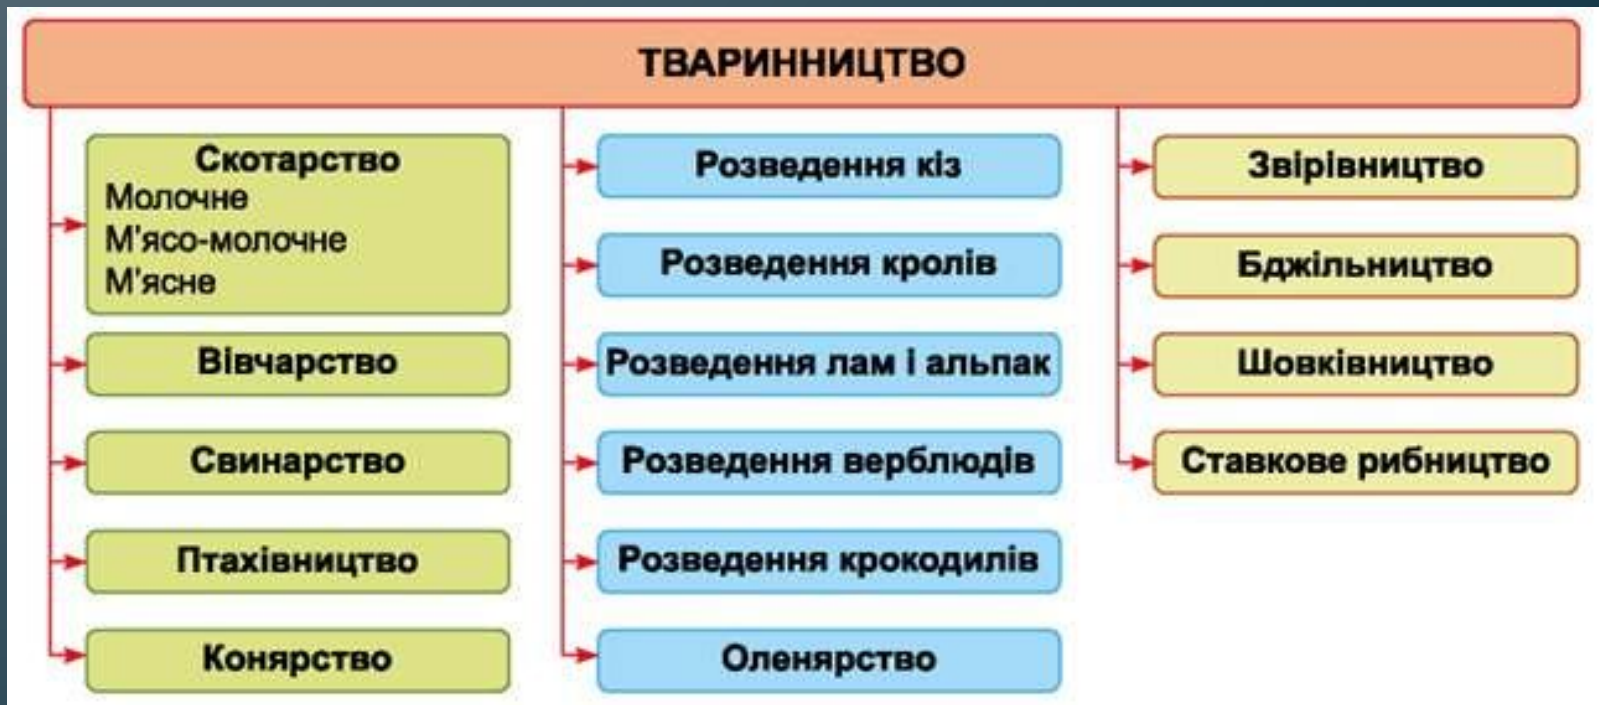 ТВАРИННИЦТВО
Скотарство
Молочне
М'ясо-молочне
М'ясне
Вівчарство
Свинарство
Птахівництво
Конярство
Розведення кіз
Розведення кролів
Розведення лам і альпак
Розведення верблюдів
Розведення крокодилів
Оленярство
Звірівництво
Бджільництво
Шовківництво
Ставкове рибництво